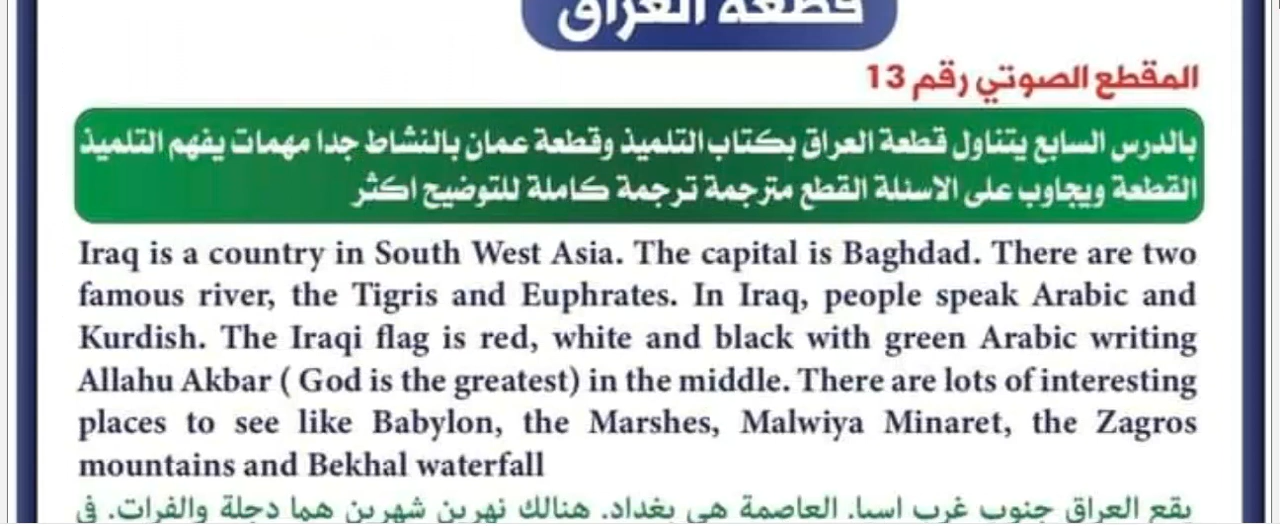 قطعة العراق
المقطع الصوتي رقم 13
بالدرس السابع يتناول قطعة العراق بكتاب التلميذ وقطعة عمان بالنشاط جدا مهمات يفهم التلميذ
القطعة ويجاوب على الاسئلة القطع مترجمة ترجمة كاملة للتوضيح اكثر
Iraq is a country in South West Asia. The capital is Baghdad. There are two
famous river, the Tigris and Euphrates. In Iraq, people speak Arabic and
Kurdish. The Iraqi flag is red, white and black with green Arabic writing
Allahu Akbar ( God is the greatest) in the middle. There are lots of interesting
places to see like Babylon, the Marshes, Malwiya Minaret, the Zagros
mountains and Bekhal waterfall
يقع العراق جنوب غرب اسيا. العاصمة هي بغداد. هنالك نهرين شهرين هما دجلة والفرات. في